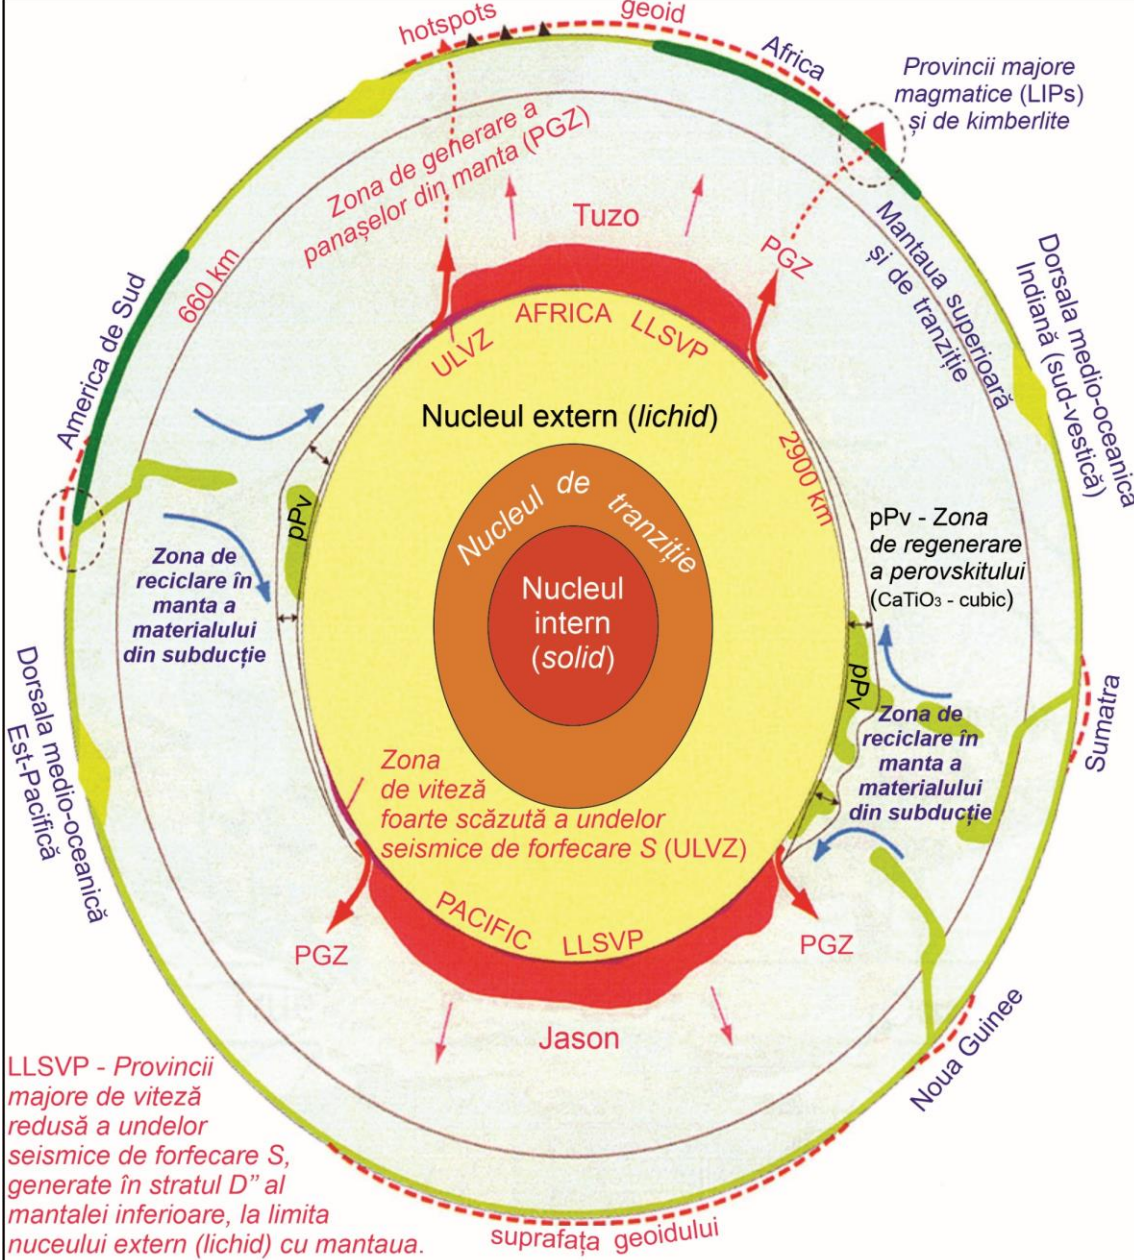 hotspots
geoid
Africa
Provincii majore
magmatice (LIPs)
și de kimberlite
Zona de generare a
panașelor din manta (PGZ)
660 km
America de Sud
Tuzo
PGZ
Mantaua superioară
și de tranziție
Dorsala medio-oceanica
Indiană (sud-vestică)
ULVZ
AFRICA LLSVP
Nucleul extern (lichid)
2900 km
Nucleul de tranziție
Nucleul
intern
(solid)
pPv
pPv - Zona
de regenerare
a perovskitului
(CaTiO3 - cubic)
Zona de
reciclare în
manta a
materialului
din subducție
pPv
Zona de
reciclare în
manta a
materialului
din subducție
Sumatra
Dorsala medio-oceanică
Est-Pacifică
Zona
de viteză
foarte scăzută a undelor
seismice de forfecare S (ULVZ)
PACIFIC LLSVP
PGZ
PGZ
Jason
Noua Guinee
LLSVP - Provincii
majore de viteză
redusă a undelor
seismice de forfecare S,
generate în stratul D” al
mantalei inferioare, la limita
nuceului extern (lichid) cu mantaua.
suprafața geoidului